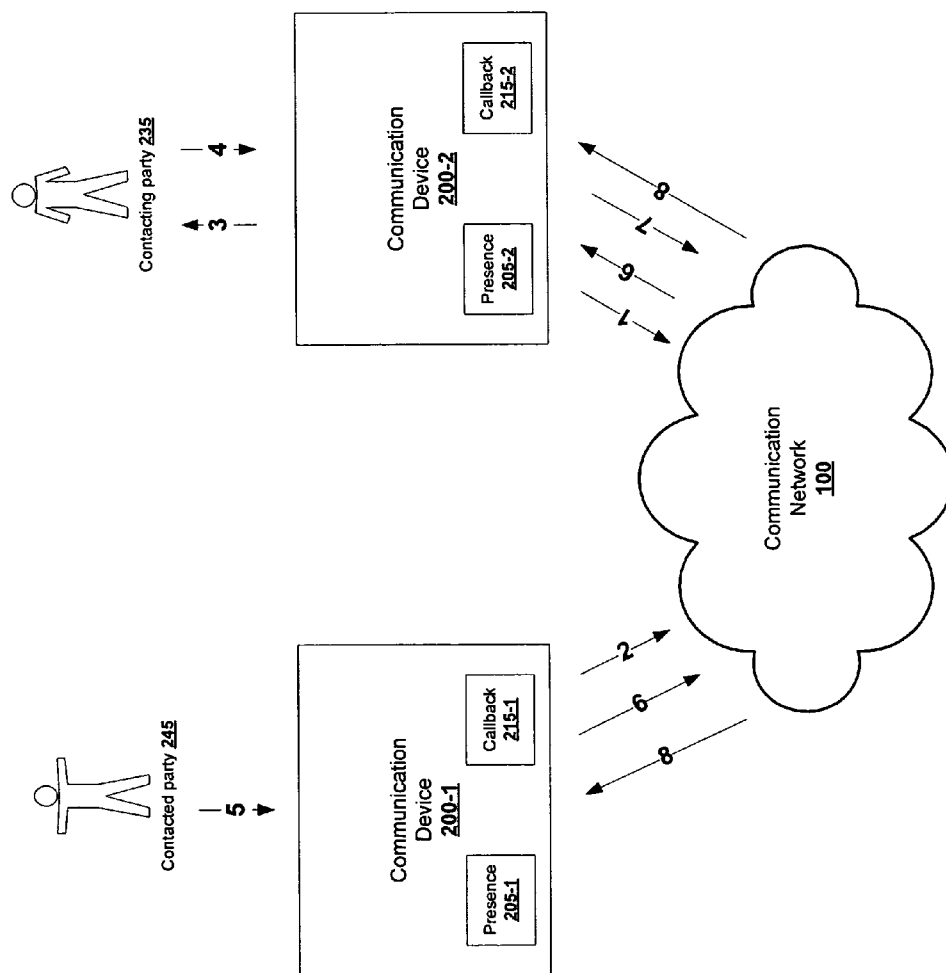 Contacted party 245
Contacting party 235
5
3
4
Communication
Device
200-1
Presence
205-1
Callback
215-1
Communication
Device
200-2
Presence
205-2
Callback
215-2
8
6
2
1
6
7
8
Communication
Network
100